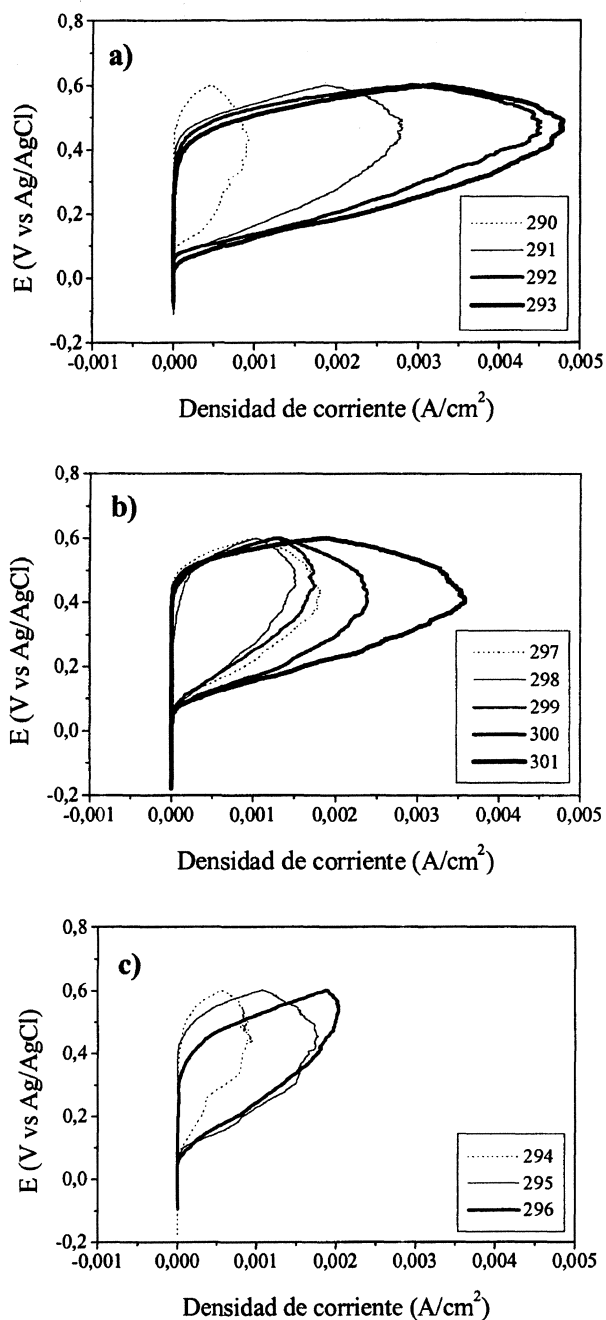 a)
E (V vs Ag/AgCl)
0,8
0,6
0,4
0,2
0,0
-0,2
290
291
292
293
-0,001 0,000 0,001 0,002 0,003 0,004 0,005
Densidad de corriente (A/cm²)
b)
E (V vs Ag/AgCl)
0,8
0,6
0,4
0,2
0,0
-0,2
297
298
299
300
301
-0,001 0,000 0,001 0,002 0,003 0,004 0,005
Densidad de corriente (A/cm²)
c)
E (V vs Ag/AgCl)
0,8
0,6
0,4
0,2
0,0
-0,2
294
295
296
-0,001 0,000 0,001 0,002 0,003 0,004 0,005
Densidad de corriente (A/cm²)